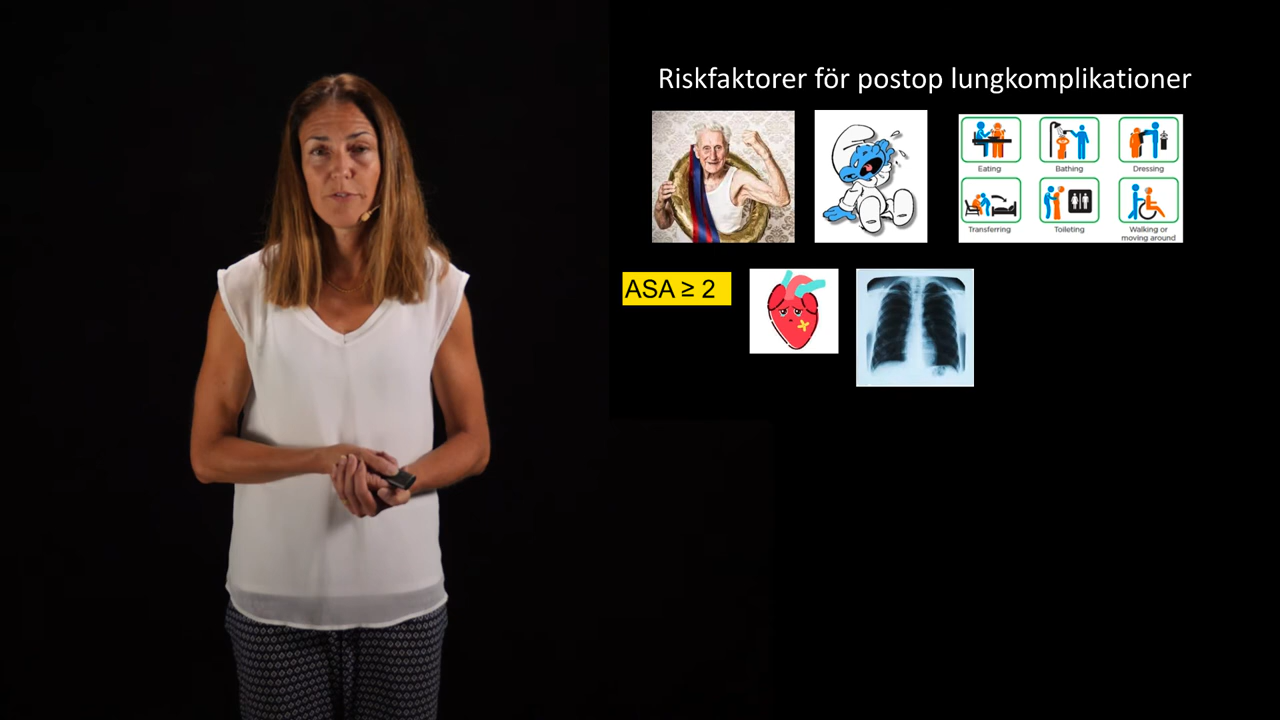 Riskfaktorer för postop lungkomplikationer
Eating
Bathing
Dressing
Transferring
Toileting
Walking or
moving around
ASA ≥ 2